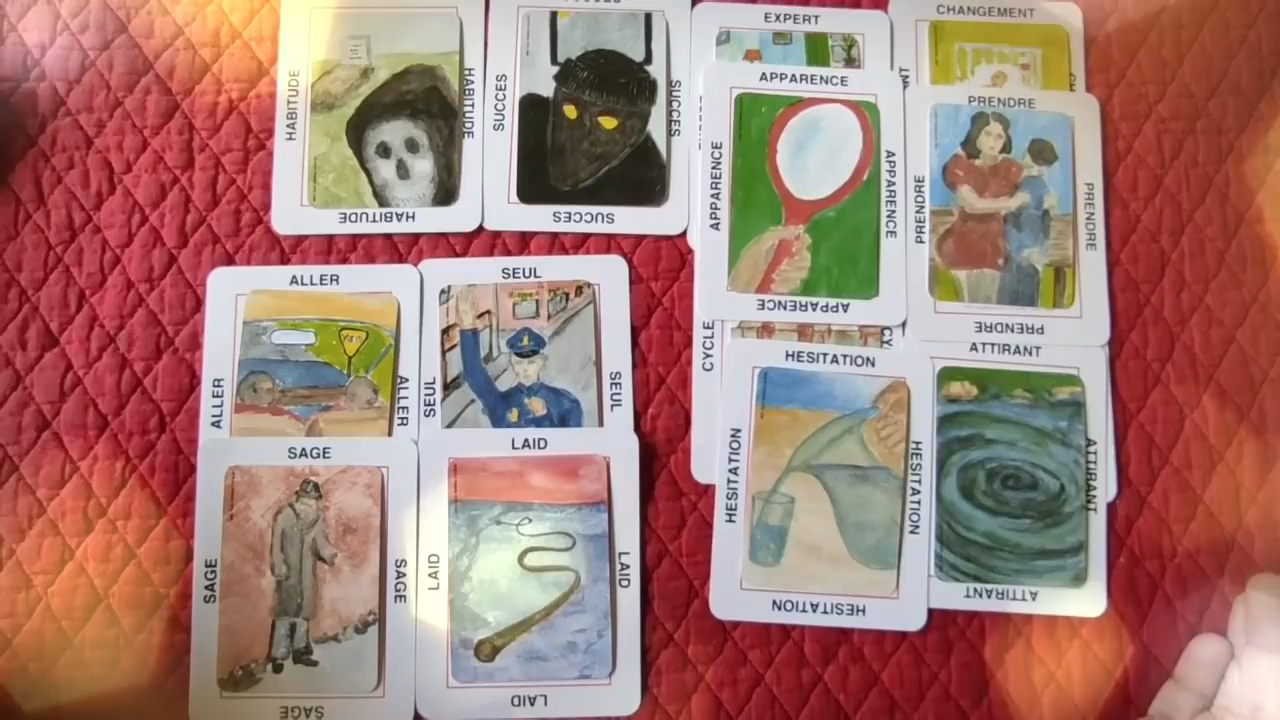 HABITUDE
HABITUDE
HABITUDE
SUCCES
SUCCES
SUCCES
EXPERT
CHANGEMENT
APPARENCE
APPARENCE
APPARENCE
APPARENCE
PRENDRE
PRENDRE
PRENDRE
PRENDRE
ALLER
ALLER
ALLER
SEUL
SEUL
SEUL
CYCLE
HESITATION
HESITATION
HESITATION
HESITATION
ATTIRANT
ATTIRANT
ATTIRANT
SAGE
SAGE
SAGE
SAGE
LAID
LAID
LAID
LAID